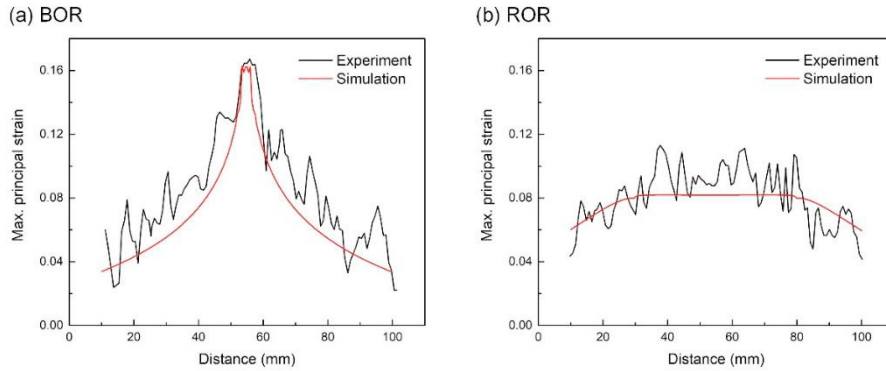 (a) BOR
Max. principal strain
0.16
0.12
0.08
0.04
0.00
0
20
40
60
80
100
Distance (mm)
Experiment
Simulation
(b) ROR
Max. principal strain
0.16
0.12
0.08
0.04
0.00
0
20
40
60
80
100
Distance (mm)
Experiment
Simulation